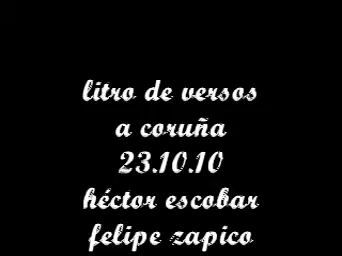 litro de versos
a coruña
23.10.10
héctor escobar
felipe zapico